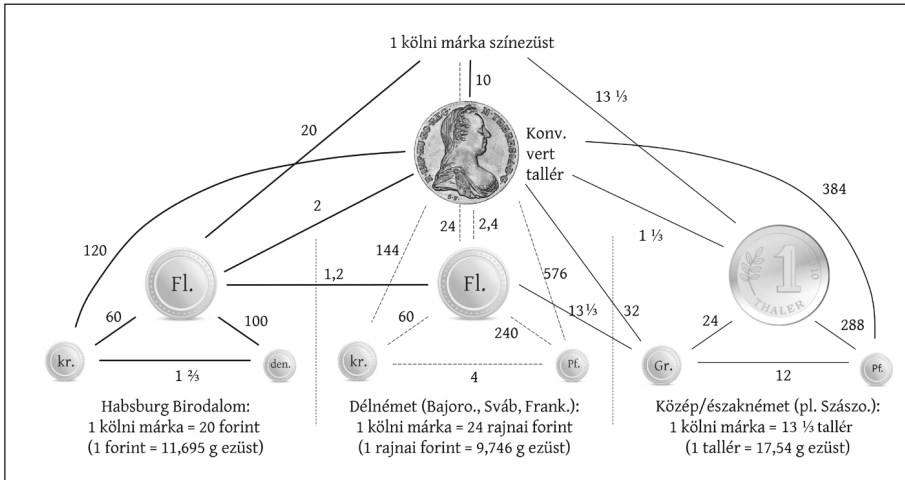 1 kölni márka színezüst
10
13 ⅓
20
Konv.
vert
tallér
384
2
120
24
2,4
1 ⅓
144
576
1,2
Fl.
Fl.
1
THALER
60
100
60
240
13⅓
32
24
288
kr.
den.
kr.
Pf.
Gr.
Pf.
1 ⅔
4
12
Habsburg Birodalom:
1 kölni márka = 20 forint
(1 forint = 11,695 g ezüst)
Délnémet (Bajoro., Sváb, Frank.):
1 kölni márka = 24 rajnai forint
(1 rajnai forint = 9,746 g ezüst)
Közép/északnémet (pl. Szászo.):
1 kölni márka = 13 ⅓ tallér
(1 tallér = 17,54 g ezüst)